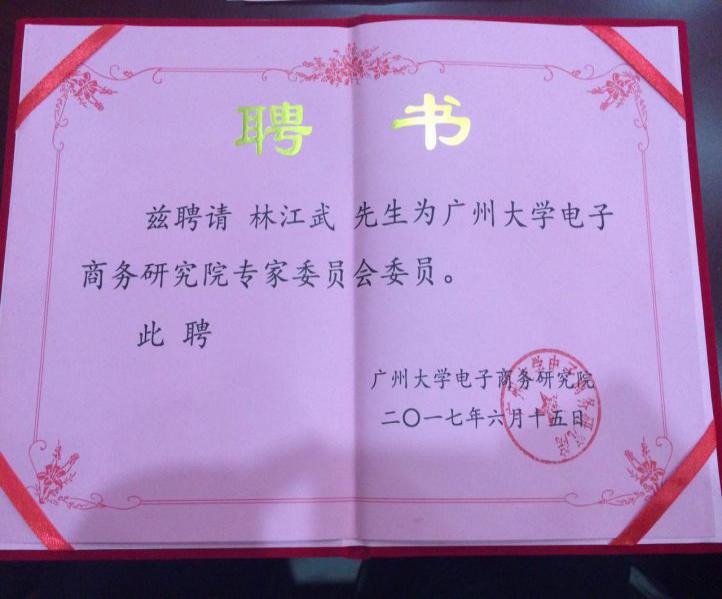 聘 书
兹聘请 林江武 先生为广州大学电子
商务研究院专家委员会委员。
此 聘
广州大学电子商务研究院
二〇一七年六月十五日